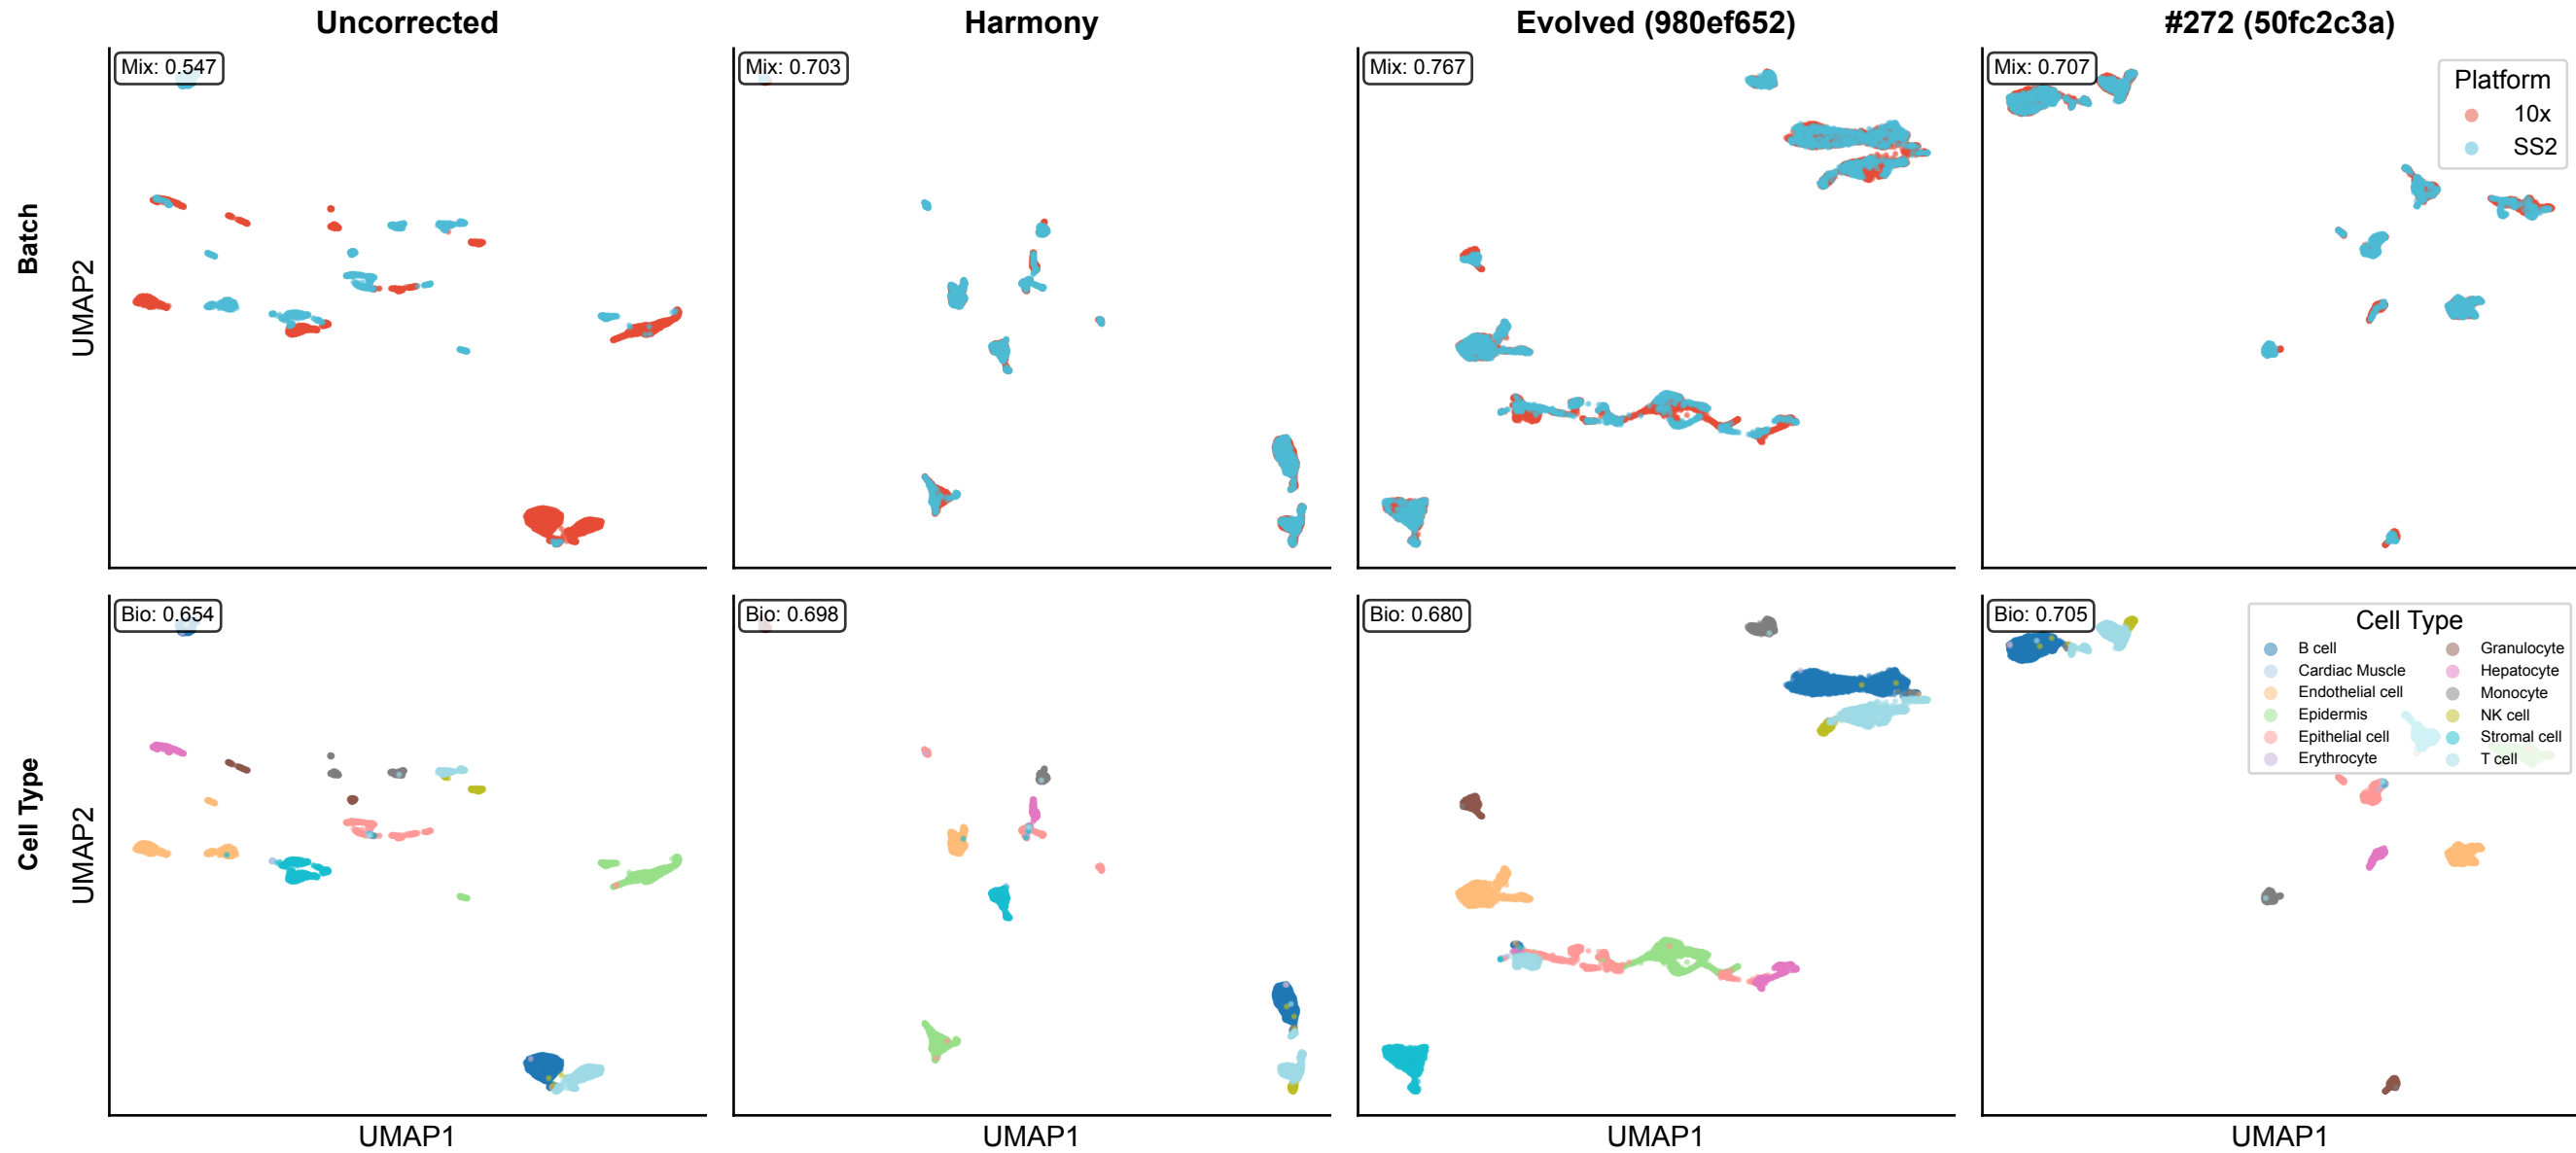 Uncorrected
Harmony
Evolved (980ef652)
#272 (50fc2c3a)
Mix: 0.547
Mix: 0.703
Mix: 0.767
Mix: 0.707
Platform
10x
SS2
Batch
UMAP2
Bio: 0.654
Bio: 0.698
Bio: 0.680
Bio: 0.705
Cell Type
B cell
Cardiac Muscle
Endothelial cell
Epidermis
Epithelial cell
Erythrocyte
Granulocyte
Hepatocyte
Monocyte
NK cell
Stromal cell
T cell
Cell Type
UMAP2
UMAP1
UMAP1
UMAP1
UMAP1